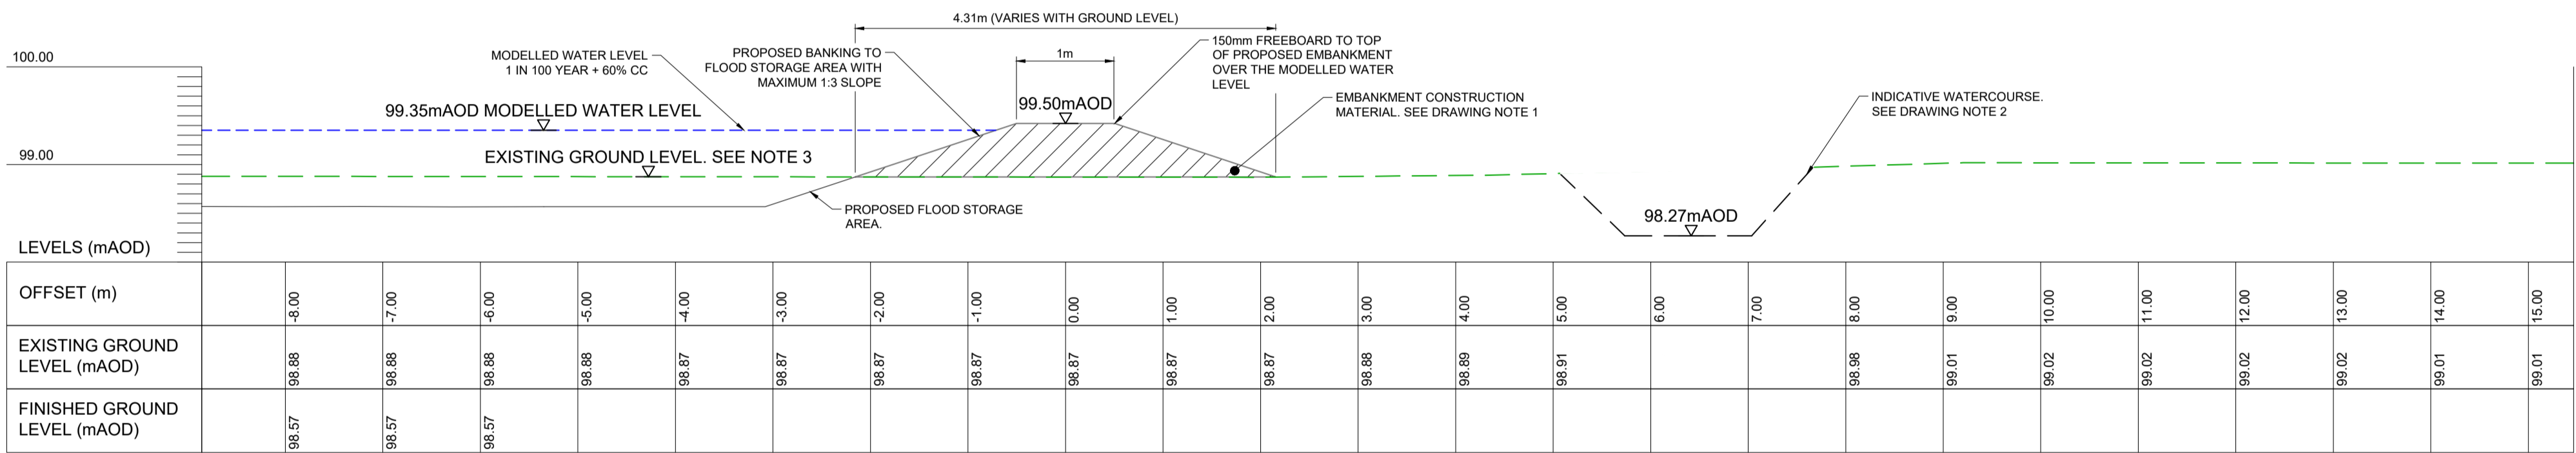 4.31m (VARIES WITH GROUND LEVEL)
100.00
MODELLED WATER LEVEL
1 IN 100 YEAR + 60% CC
PROPOSED BANKING TO
FLOOD STORAGE AREA WITH
MAXIMUM 1:3 SLOPE
1m
150mm FREEBOARD TO TOP
OF PROPOSED EMBANKMENT
OVER THE MODELLED WATER
LEVEL
99.35mAOD MODELLED WATER LEVEL
99.50mAOD
EMBANKMENT CONSTRUCTION
MATERIAL. SEE DRAWING NOTE 1
INDICATIVE WATERCOURSE.
SEE DRAWING NOTE 2
99.00
EXISTING GROUND LEVEL. SEE NOTE 3
PROPOSED FLOOD STORAGE
AREA.
98.27mAOD
LEVELS (mAOD)
OFFSET (m)
-8.00 -7.00 -6.00 -5.00 -4.00 -3.00 -2.00 -1.00 0.00 1.00 2.00 3.00 4.00 5.00 6.00 7.00 8.00 9.00 10.00 11.00 12.00 13.00 14.00 15.00
EXISTING GROUND
LEVEL (mAOD)
98.88 98.88 98.88 98.88 98.87 98.87 98.87 98.87 98.87 98.87 98.87 98.88 98.89 98.91 98.98 99.01 99.02 99.02 99.02 99.02 99.01 99.01
FINISHED GROUND
LEVEL (mAOD)
98.57 98.57 98.57